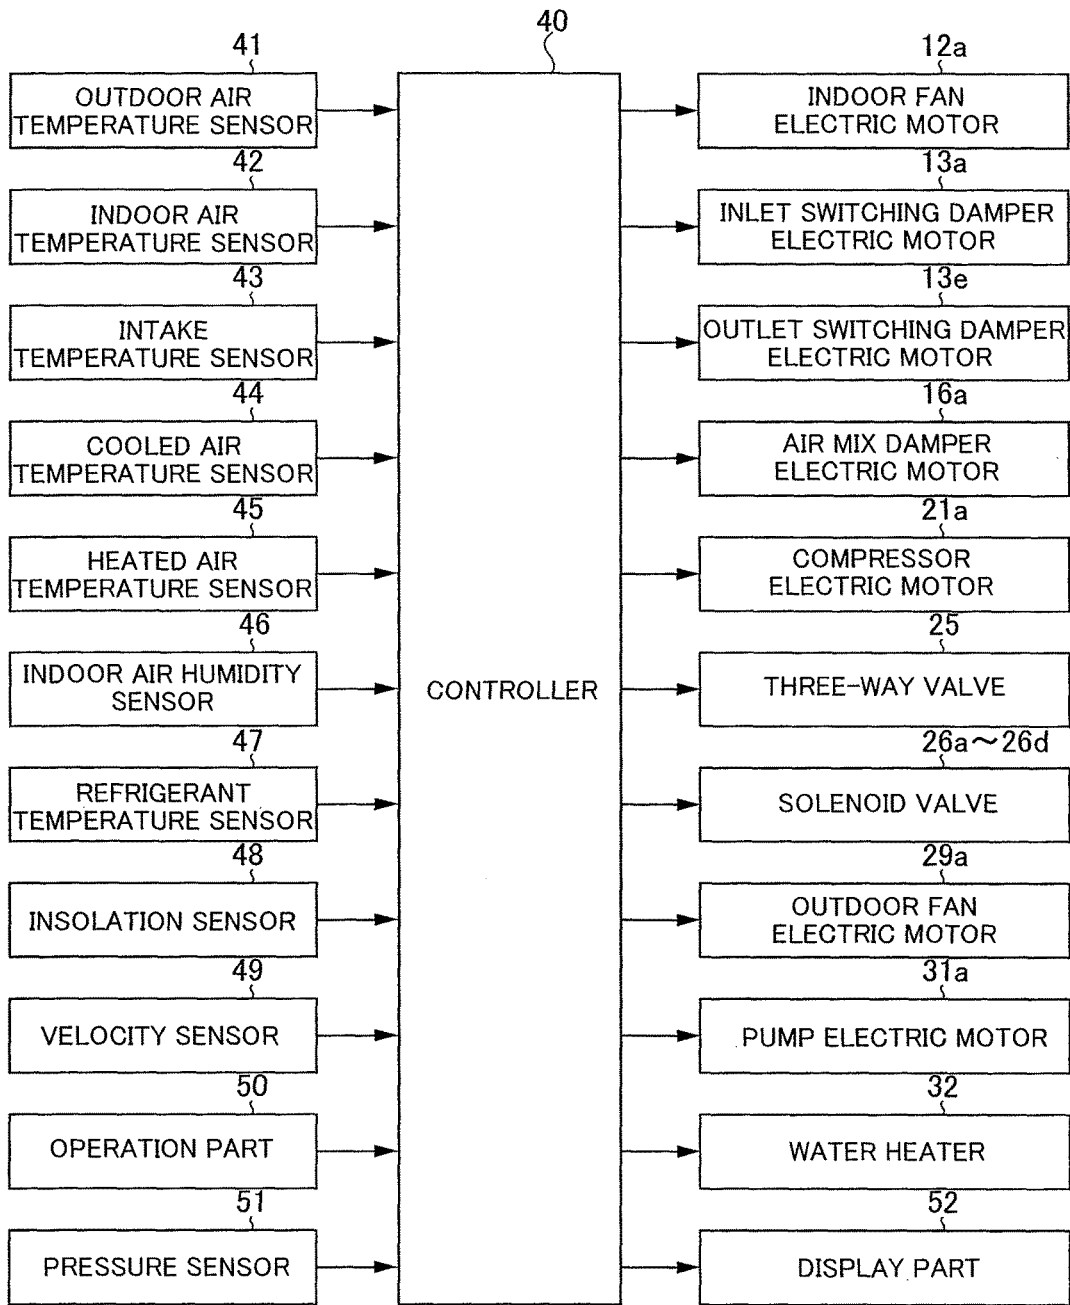 40
41
OUTDOOR AIR
TEMPERATURE SENSOR
42
INDOOR AIR
TEMPERATURE SENSOR
43
INTAKE
TEMPERATURE SENSOR
44
COOLED AIR
TEMPERATURE SENSOR
45
HEATED AIR
TEMPERATURE SENSOR
46
INDOOR AIR HUMIDITY
SENSOR
47
REFRIGERANT
TEMPERATURE SENSOR
48
INSOLATION SENSOR
49
VELOCITY SENSOR
50
OPERATION PART
51
PRESSURE SENSOR
CONTROLLER
12a
INDOOR FAN
ELECTRIC MOTOR
13a
INLET SWITCHING DAMPER
ELECTRIC MOTOR
13e
OUTLET SWITCHING DAMPER
ELECTRIC MOTOR
16a
AIR MIX DAMPER
ELECTRIC MOTOR
21a
COMPRESSOR
ELECTRIC MOTOR
25
THREE-WAY VALVE
26a～26d
SOLENOID VALVE
29a
OUTDOOR FAN
ELECTRIC MOTOR
31a
PUMP ELECTRIC MOTOR
32
WATER HEATER
52
DISPLAY PART